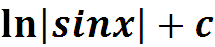 ln|sinx| + c